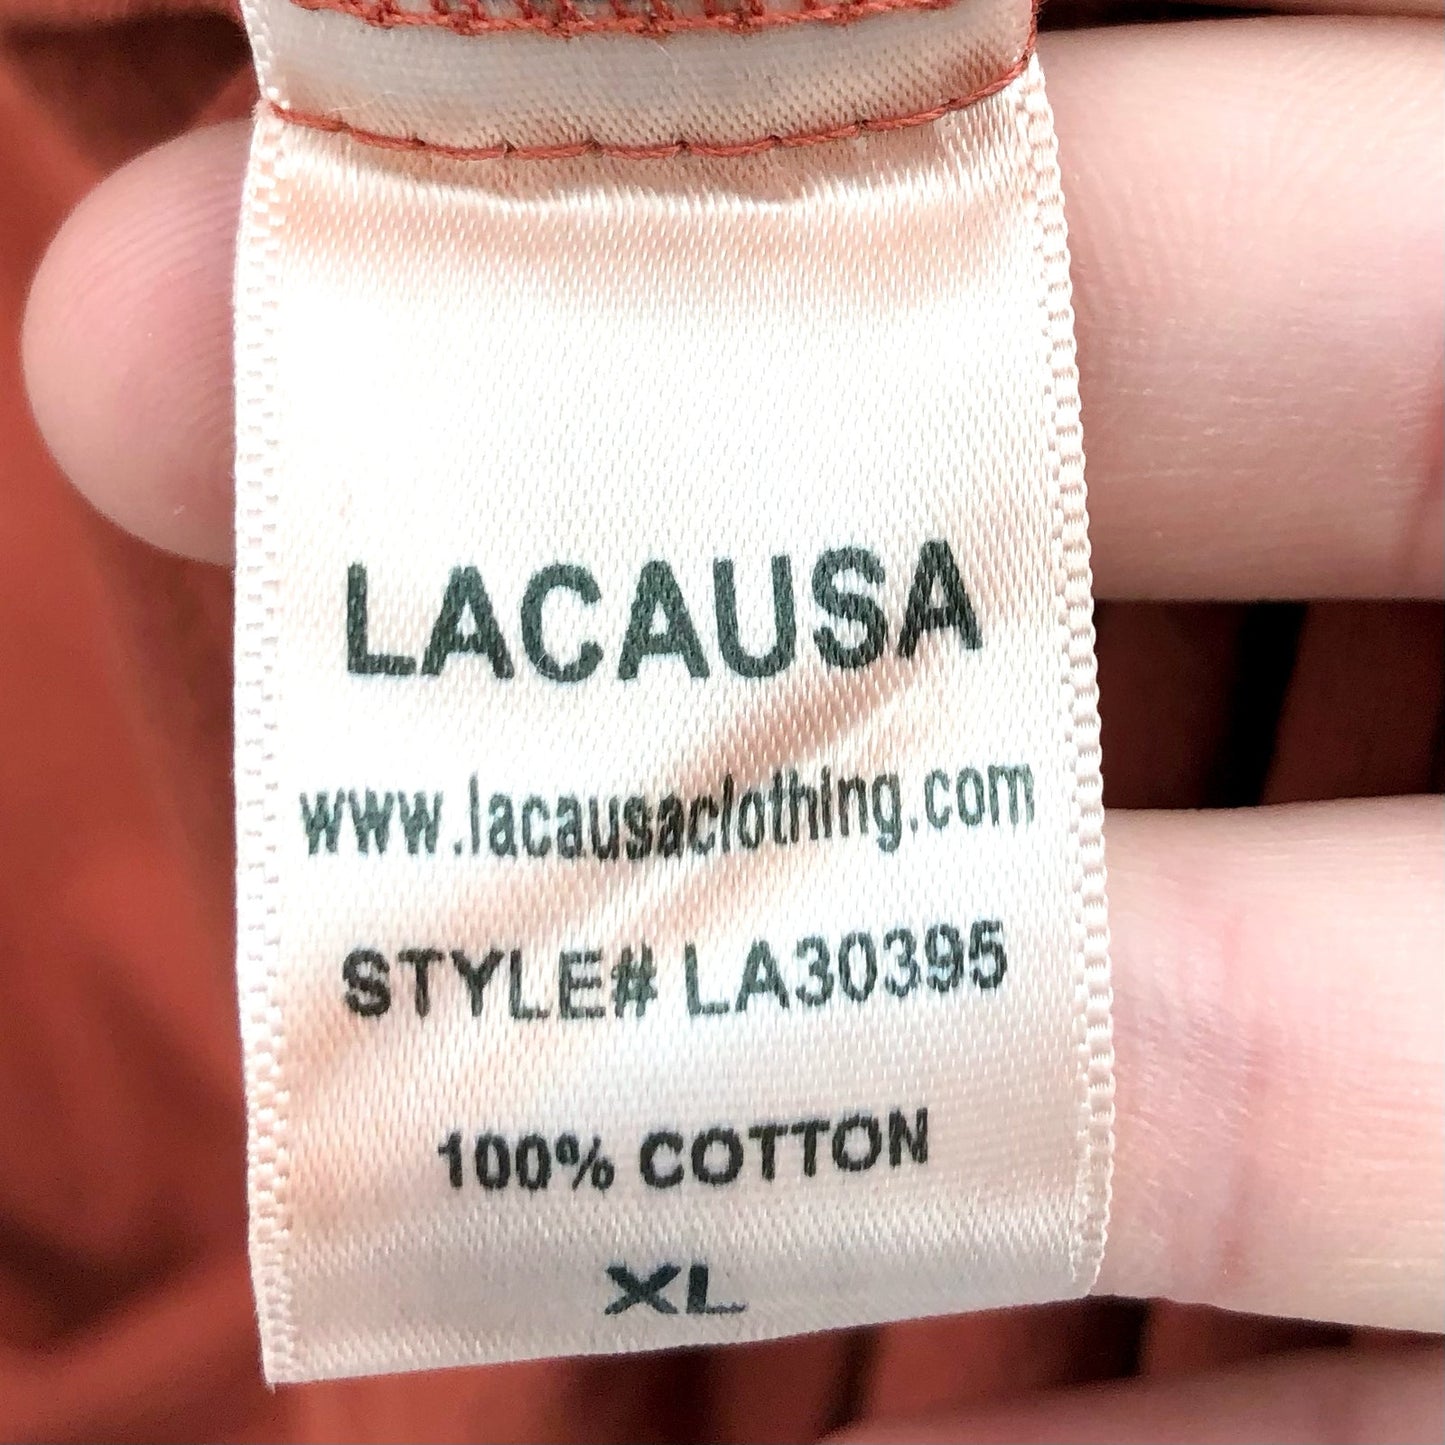 LACAUSA
www.lacausaclothing.com
STYLE# LA30395
100% COTTON
XL